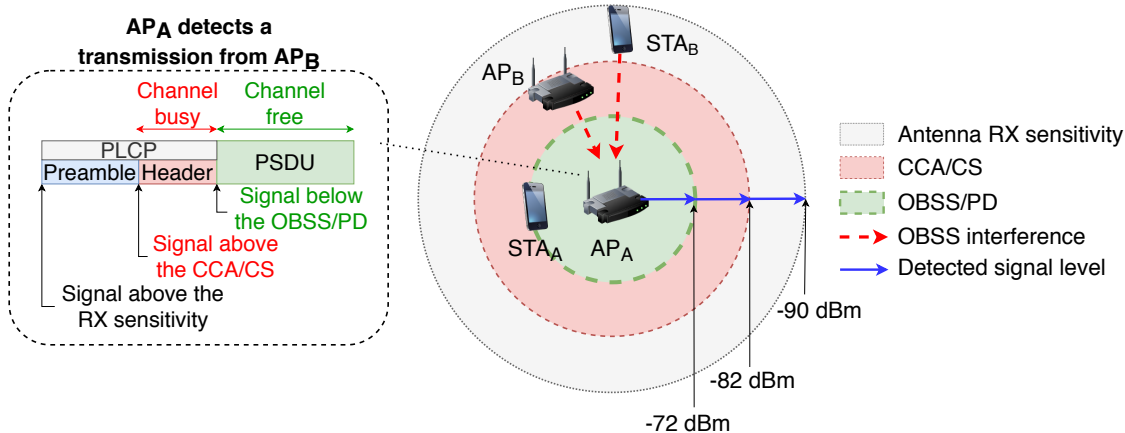 AP_A detects a
transmission from AP_B
Channel
busy
Channel
free
PLCP
Preamble
Header
PSDU
Signal below
the OBSS/PD
Signal above
the CCA/CS
Signal above the
RX sensitivity
STA_B
AP_B
STA_A
AP_A
-72 dBm
-82 dBm
-90 dBm
Antenna RX sensitivity
CCA/CS
OBSS/PD
OBSS interference
Detected signal level